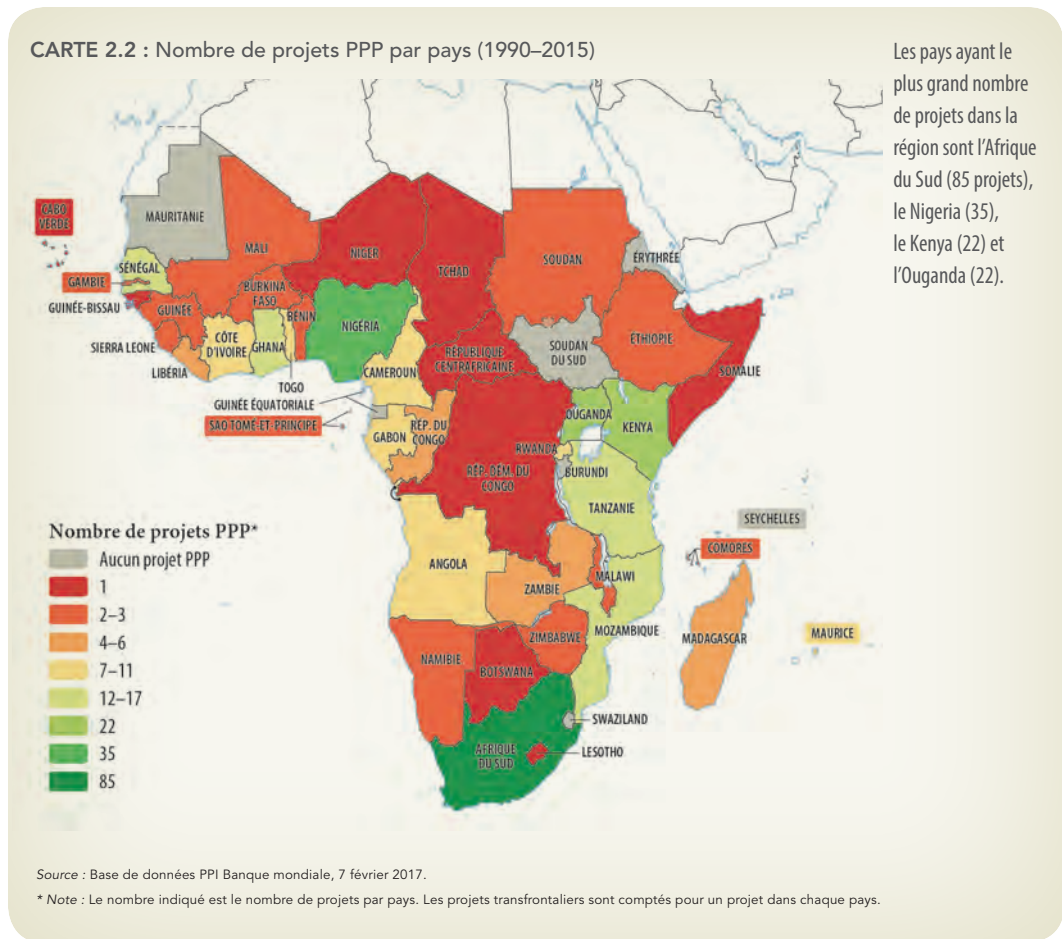 CARTE 2.2 : Nombre de projets PPP par pays (1990–2015)
Les pays ayant le
plus grand nombre
de projets dans la
région sont l'Afrique
du Sud (85 projets),
le Nigeria (35),
le Kenya (22) et
l'Ouganda (22).
CABO
VERDE
MAURITANIE
MALI
NIGER
TCHAD
SOUDAN
ÉRYTHRÉE
SÉNÉGAL
GAMBIE
GUINÉE-BISSAU
GUINÉE
BURKINA
FASO
BÉNIN
NIGÉRIA
SIERRA LEONE
CÔTE
D'IVOIRE
GHANA
LIBÉRIA
TOGO
CAMEROUN
RÉPUBLIQUE
CENTRAFRICAINE
SOUDAN
DU SUD
ÉTHIOPIE
SOMALIE
GUINÉE ÉQUATORIALE
SAO TOMÉ-ET-PRINCIPE
GABON
RÉP. DU
CONGO
OUGANDA
KENYA
RWANDA
BURUNDI
RÉP. DÉM. DU
CONGO
TANZANIE
SEYCHELLES
COMORES
ANGOLA
ZAMBIE
MALAWI
MOZAMBIQUE
MADAGASCAR
MAURICE
ZIMBABWE
NAMIBIE
BOTSWANA
SWAZILAND
AFRIQUE
DU SUD
LESOTHO
Nombre de projets PPP*
Aucun projet PPP
1
2–3
4–6
7–11
12–17
22
35
85
Source : Base de données PPI Banque mondiale, 7 février 2017.
* Note : Le nombre indiqué est le nombre de projets par pays. Les projets transfrontaliers sont comptés pour un projet dans chaque pays.